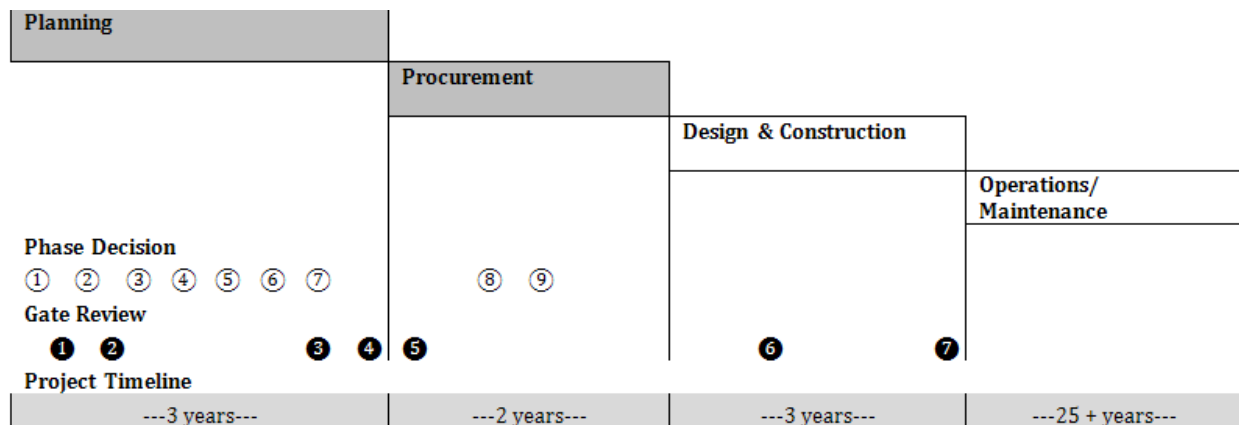 Planning
Procurement
Design & Construction
Operations/
Maintenance
Phase Decision
① ② ③ ④ ⑤ ⑥ ⑦ ⑧ ⑨
Gate Review
❶ ❷ ❸ ❹ ❺ ❻ ❼
Project Timeline
---3 years--- ---2 years--- ---3 years--- ---25 + years---